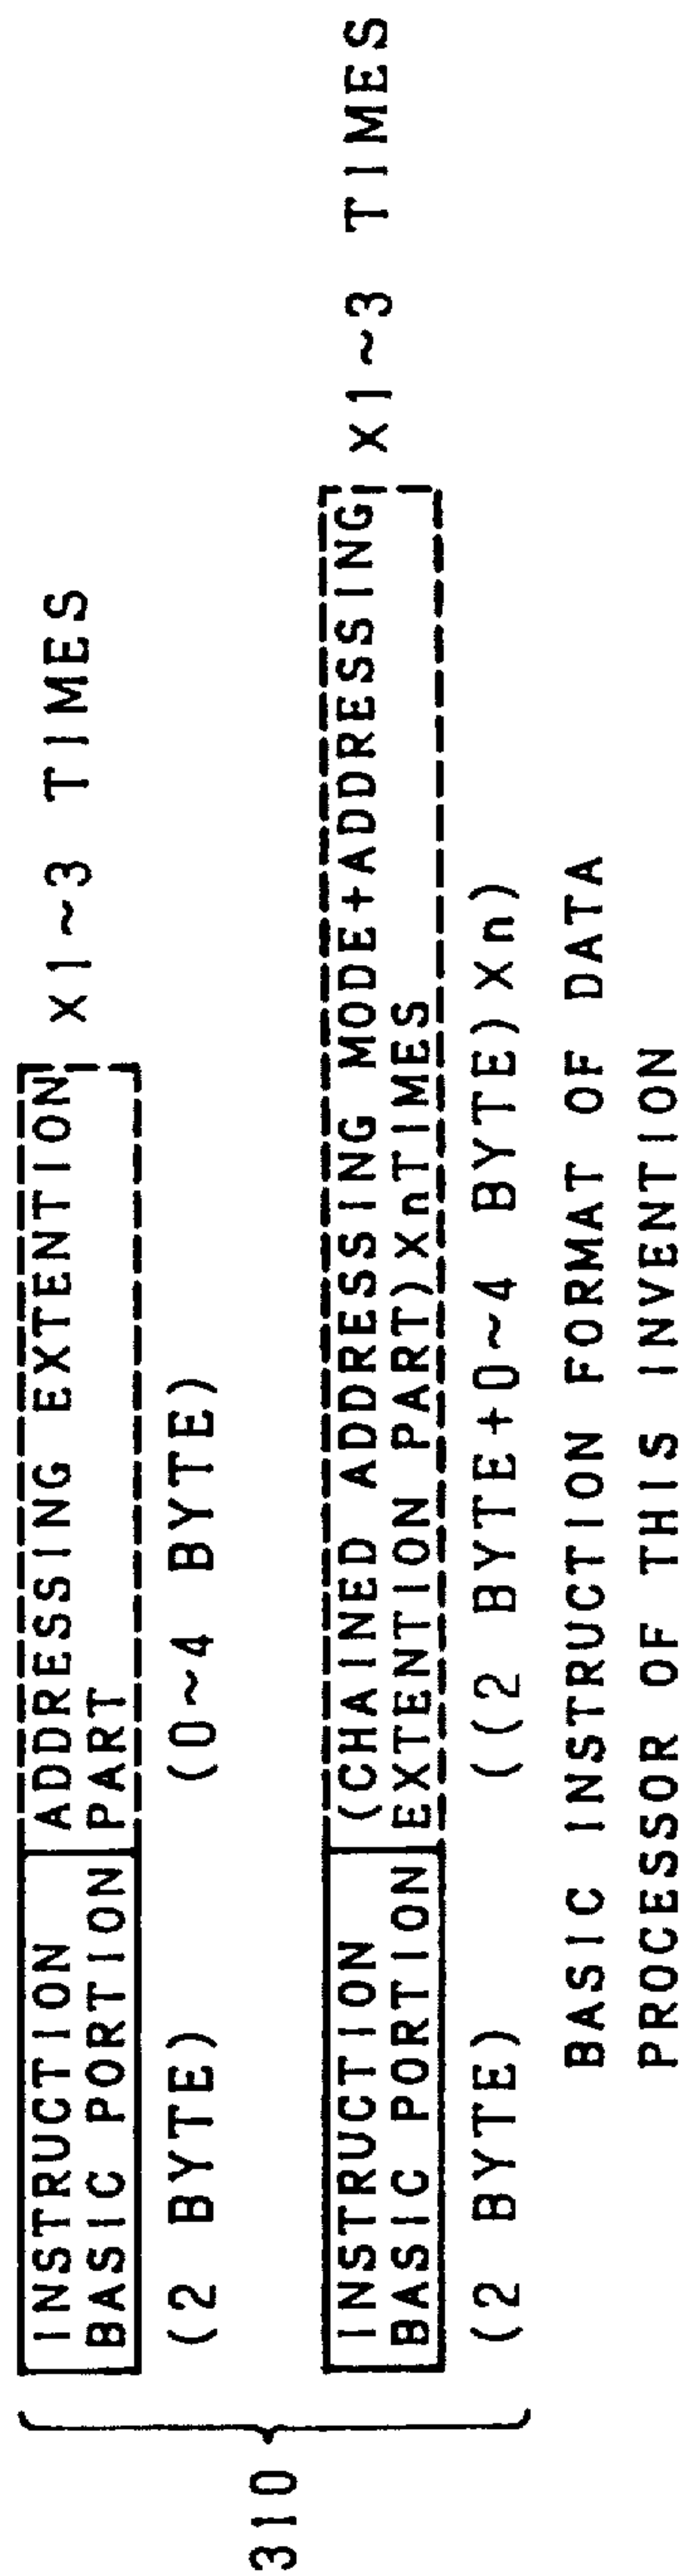 310
INSTRUCTION
BASIC PORTION
ADDRESSING EXTENTION
PART
X1~3 TIMES
(2 BYTE)
(0~4 BYTE)
INSTRUCTION
BASIC PORTION
(CHAINED ADDRESSING MODE+ADDRESSING
EXTENTION PART)XnTIMES
X1~3 TIMES
(2 BYTE)
((2 BYTE+0~4 BYTE)Xn)
BASIC INSTRUCTION FORMAT OF DATA
PROCESSOR OF THIS INVENTION